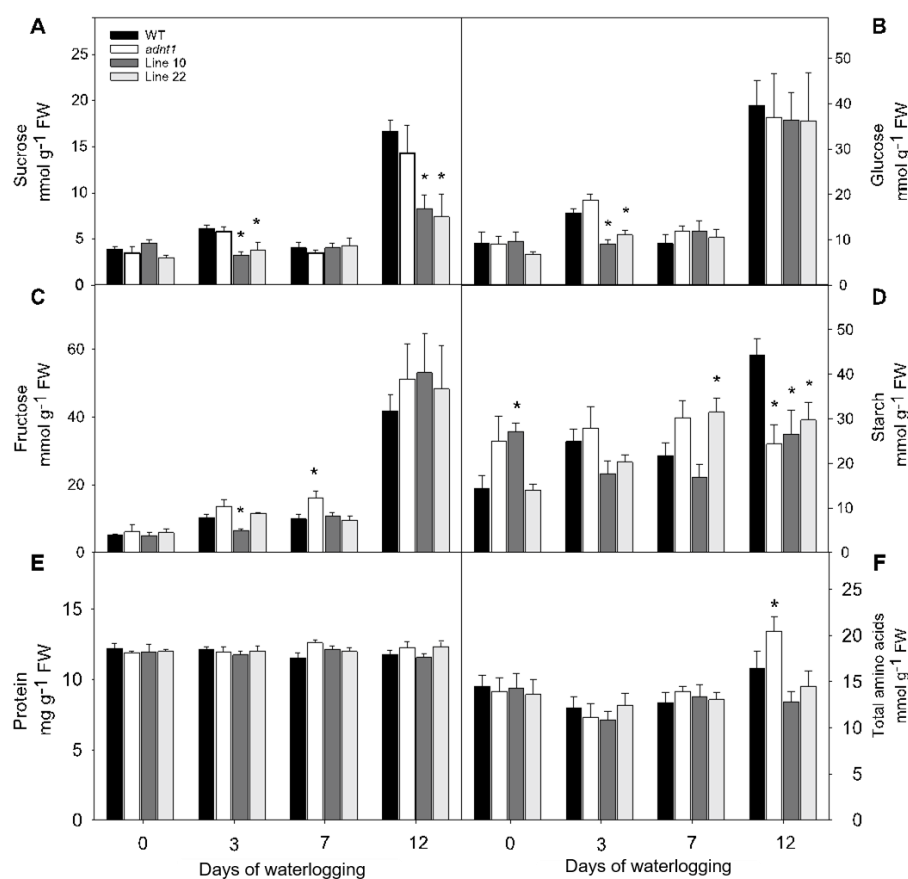 A
WT
adnt1
Line 10
Line 22
25
20
15
10
5
0
Sucrose
mmol g⁻¹ FW
B
50
40
30
20
10
0
Glucose
mmol g⁻¹ FW
* *
* *
* *
C
60
40
20
0
Fructose
mmol g⁻¹ FW
*
*
D
50
40
30
20
10
0
Starch
mmol g⁻¹ FW
*
*
* * *
E
15
10
5
0
Protein
mg g⁻¹ FW
F
25
20
15
10
5
0
Total amino acids
mmol g⁻¹ FW
*
0 3 7 12
Days of waterlogging
0 3 7 12
Days of waterlogging